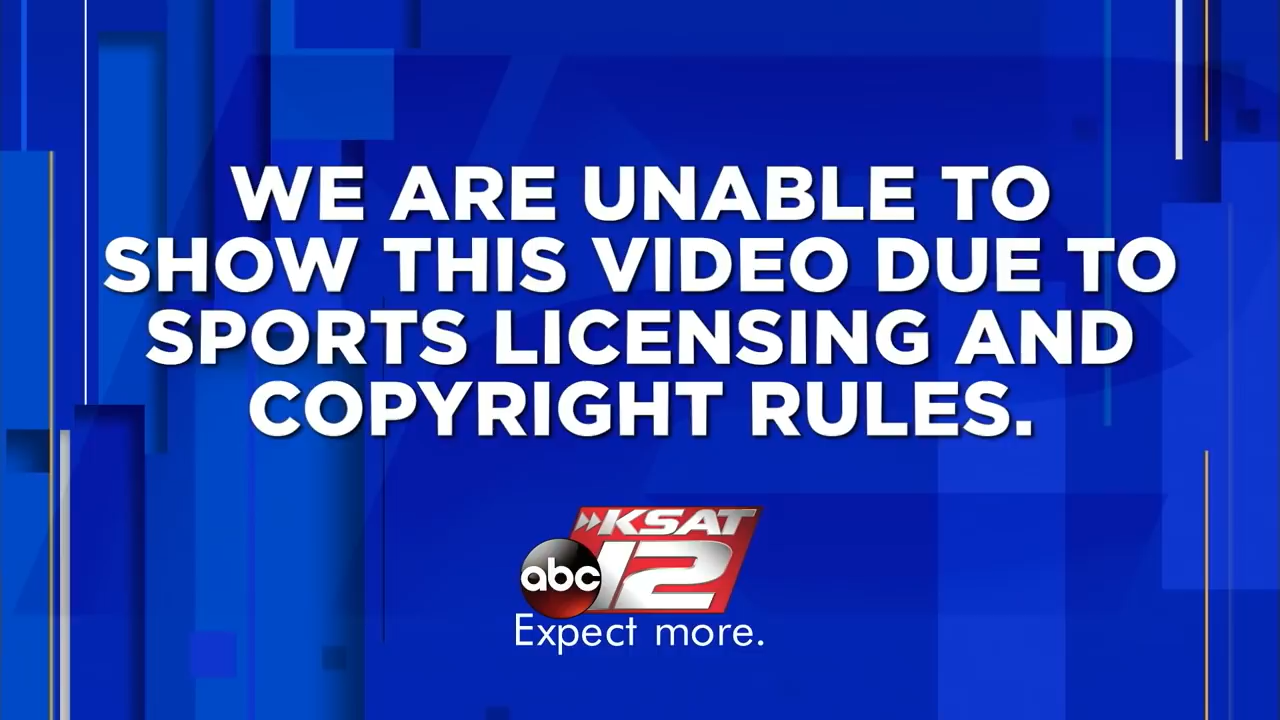 WE ARE UNABLE TO
SHOW THIS VIDEO DUE TO
SPORTS LICENSING AND
COPYRIGHT RULES.
KSAT
abc 12
Expect more.